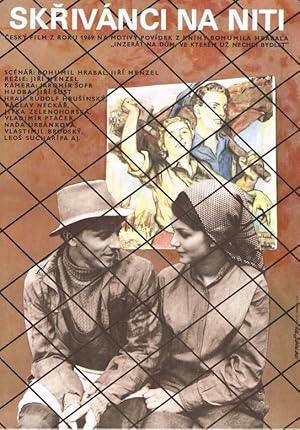 SKŘIVÁNCI NA NITI
ČESKÝ FILM Z ROKU 1969 NA MOTIVY POVÍDEK Z KNIHY BOHUMILA HRABALA
„INZERÁT NA DŮM, VE KTERÉM UŽ NECHCI BYDLET"
SCÉNÁŘ: BOHUMIL HRABAL, JIŘÍ MENZEL
REŽIE: JIŘÍ MENZEL
KAMERA: JAROMÍR ŠOFR
HUDBA: JIŘÍ ŠUST
HRAJÍ: RUDOLF HRUŠÍNSKÝ,
VÁCLAV NECKÁŘ,
JITKA ZELENOHORSKÁ,
VLADIMÍR PTÁČEK,
NAĎA URBÁNKOVÁ,
VLASTIMIL BRODSKÝ,
LEOŠ SUCHAŘÍPA AJ.